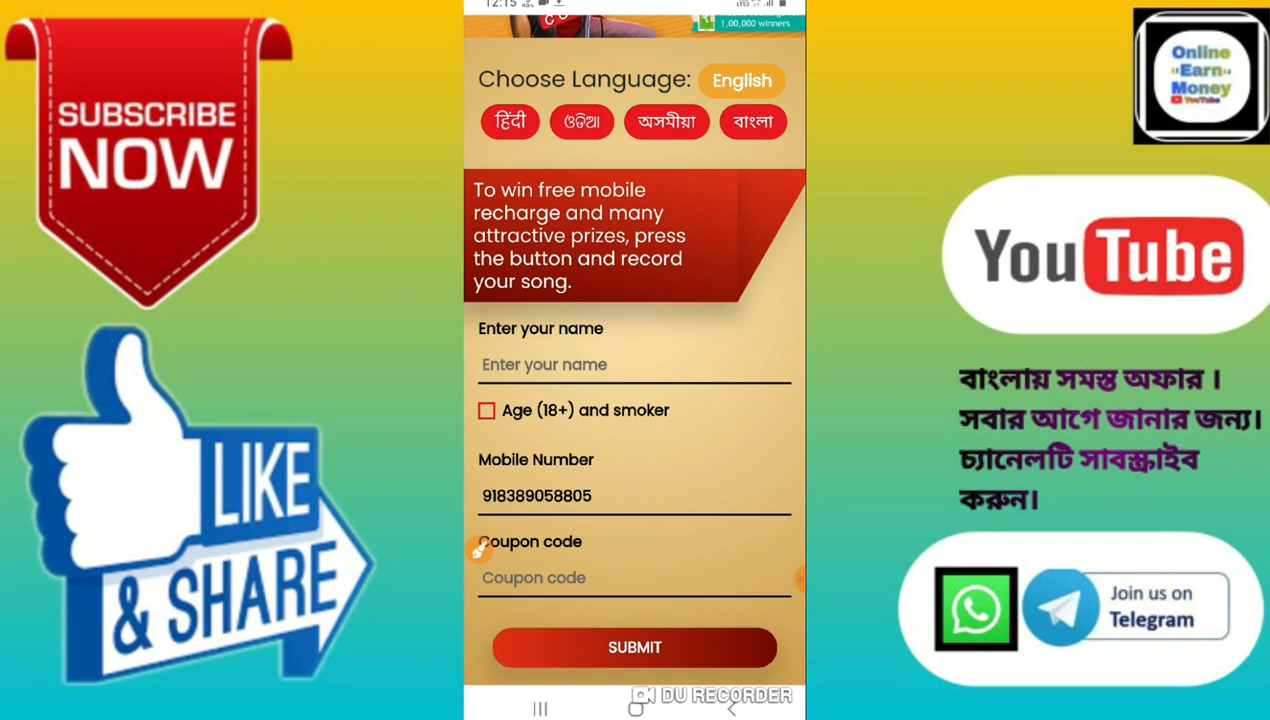 SUBSCRIBE
NOW
LIKE
& SHARE
12:15
1,00,000 winners
Choose Language: English
हिंदी ଓଡିଆ অসমীয়া বাংলা
To win free mobile
recharge and many
attractive prizes, press
the button and record
your song.
Enter your name
Enter your name
Age (18+) and smoker
Mobile Number
918389058805
Coupon code
Coupon code
SUBMIT
DU RECORDER
Online
Earn
Money
YouTube
YouTube
বাংলায় সমস্ত অফার ।
সবার আগে জানার জন্য।
চ্যানেলটি সাবস্ক্রাইব
করুন।
Join us on
Telegram